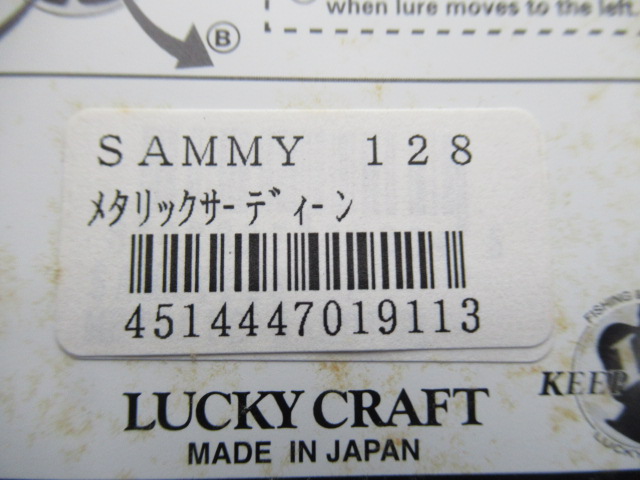 when lure moves to the left.
B
SAMMY 128
ﾒﾀﾘｯｸｻｰﾃﾞｨｰﾝ
4514447019113
LUCKY CRAFT
MADE IN JAPAN
KEEP
FISHING